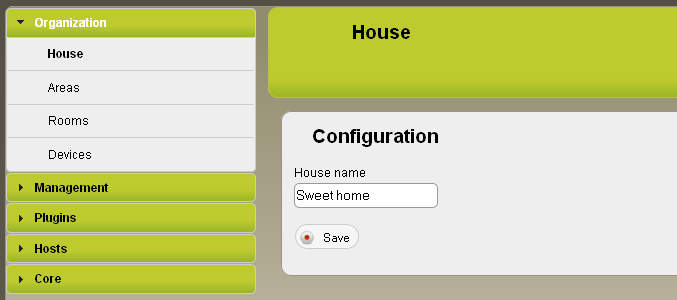 Organization
House
Areas
Rooms
Devices
Management
Plugins
Hosts
Core
House
Configuration
House name
Sweet home
Save